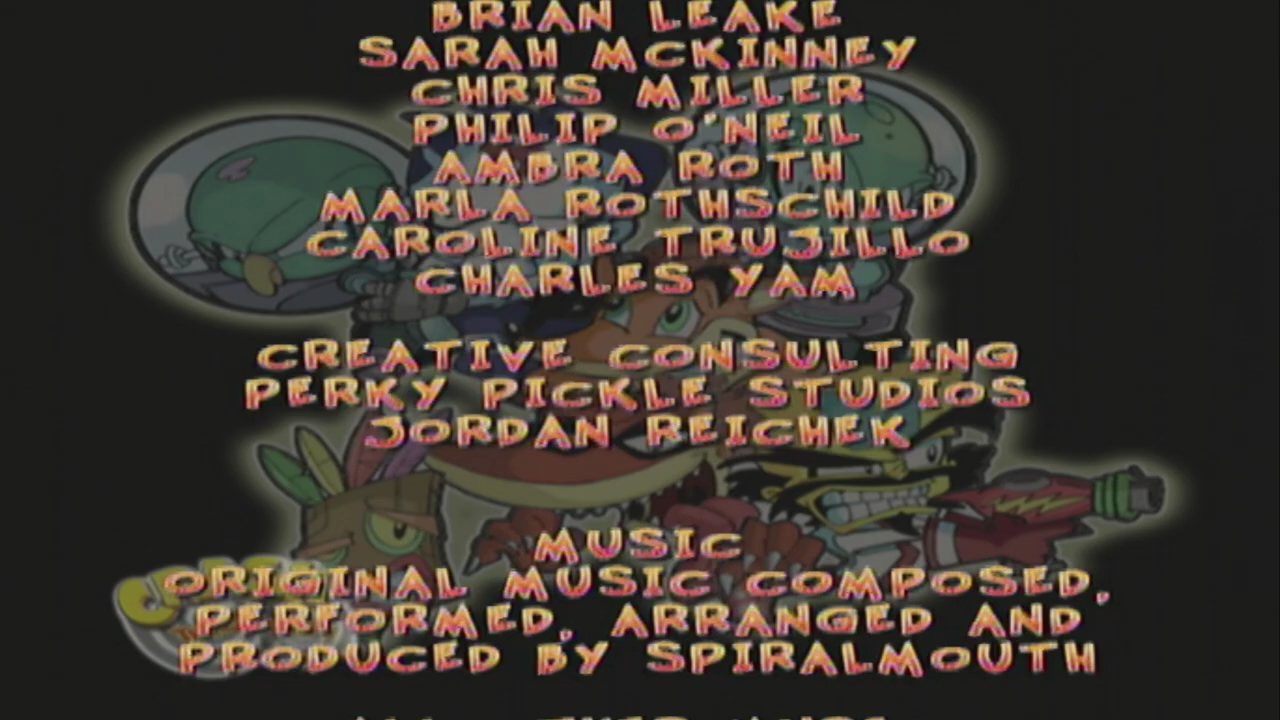 BRIAN LEAKE
SARAH MCKINNEY
CHRIS MILLER
PHILIP O'NEIL
AMBRA ROTH
MARLA ROTHSCHILD
CAROLINE TRUJILLO
CHARLES YAM
CREATIVE CONSULTING
PERKY PICKLE STUDIOS
JORDAN REICHEK
MUSIC
ORIGINAL MUSIC COMPOSED,
PERFORMED, ARRANGED AND
PRODUCED BY SPIRALMOUTH